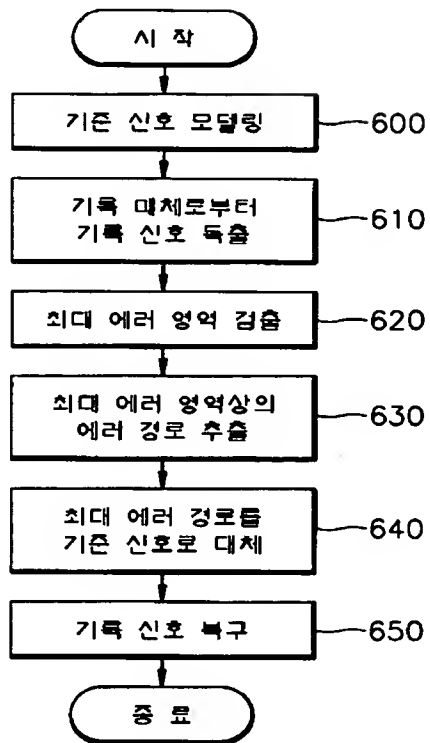 시 작
기준 신호 모델링
600
기록 매체로부터
기록 신호 독출
610
최대 에러 영역 검출
620
최대 에러 영역상의
에러 경로 추출
630
최대 에러 경로를
기준 신호로 대체
640
기록 신호 복구
650
종 료